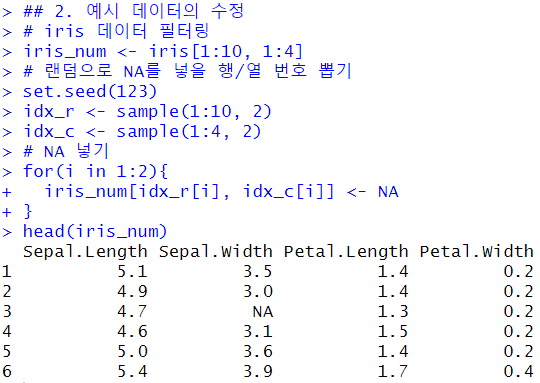 > ## 2. 예시 데이터의 수정
> # iris 데이터 필터링
> iris_num <- iris[1:10, 1:4]
> # 랜덤으로 NA를 넣을 행/열 번호 뽑기
> set.seed(123)
> idx_r <- sample(1:10, 2)
> idx_c <- sample(1:4, 2)
> # NA 넣기
> for(i in 1:2){
+   iris_num[idx_r[i], idx_c[i]] <- NA
+ }
> head(iris_num)
  Sepal.Length Sepal.Width Petal.Length Petal.Width
1          5.1         3.5          1.4         0.2
2          4.9         3.0          1.4         0.2
3          4.7          NA          1.3         0.2
4          4.6         3.1          1.5         0.2
5          5.0         3.6          1.4         0.2
6          5.4         3.9          1.7         0.4